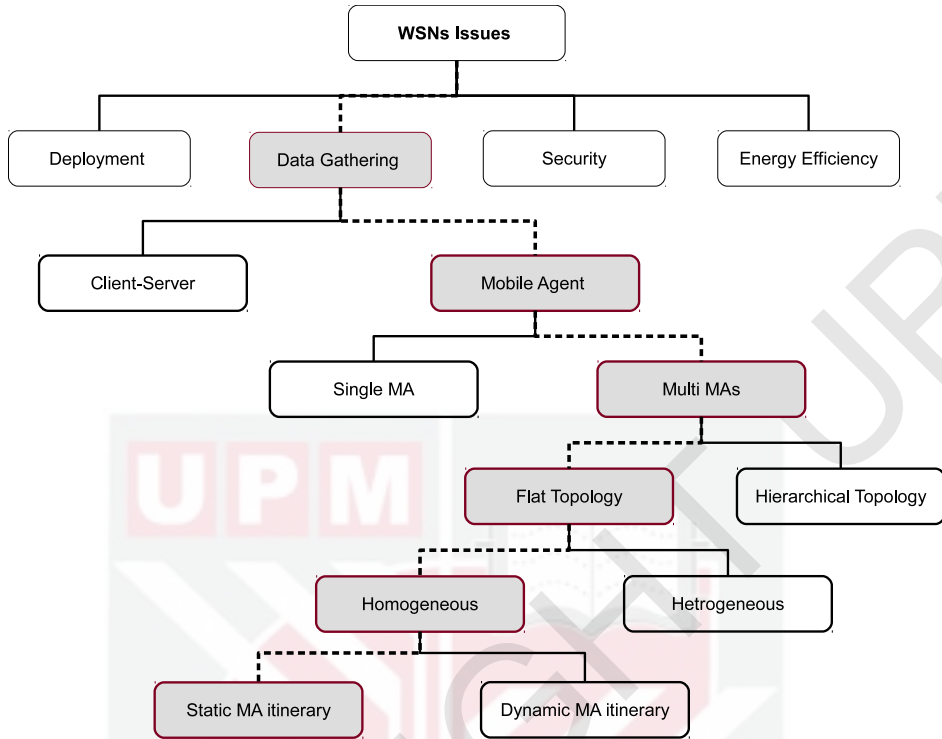 WSNs Issues
Deployment
Data Gathering
Security
Energy Efficiency
Client-Server
Mobile Agent
Single MA
Multi MAs
UPM
Flat Topology
Hierarchical Topology
Homogeneous
Hetrogeneous
Static MA itinerary
Dynamic MA itinerary